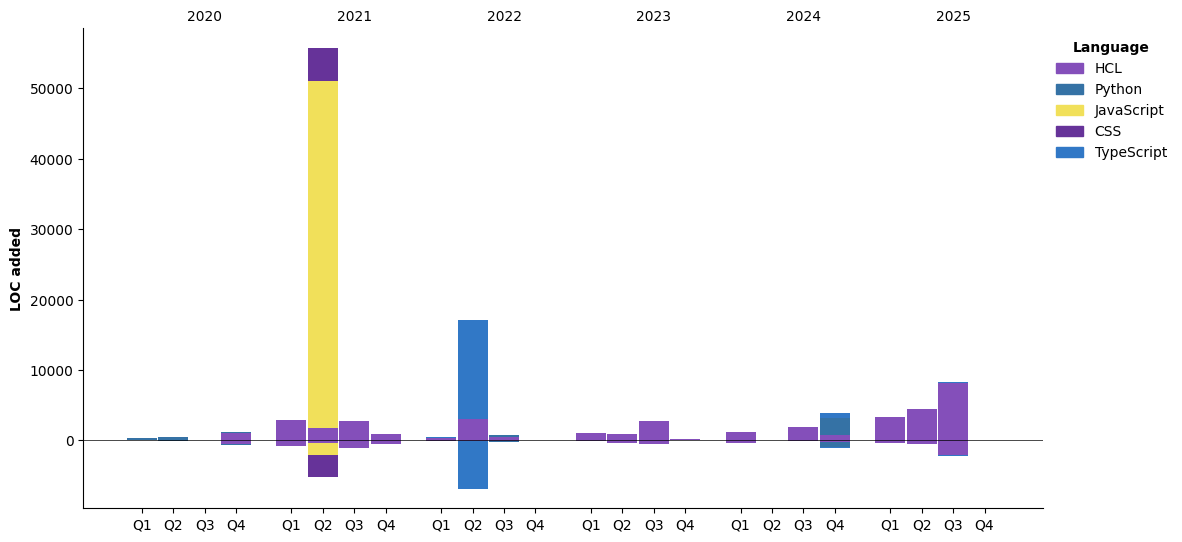 2020 2021 2022 2023 2024 2025
Language
HCL
Python
JavaScript
CSS
TypeScript
LOC added
50000
40000
30000
20000
10000
0
Q1 Q2 Q3 Q4 Q1 Q2 Q3 Q4 Q1 Q2 Q3 Q4 Q1 Q2 Q3 Q4 Q1 Q2 Q3 Q4 Q1 Q2 Q3 Q4